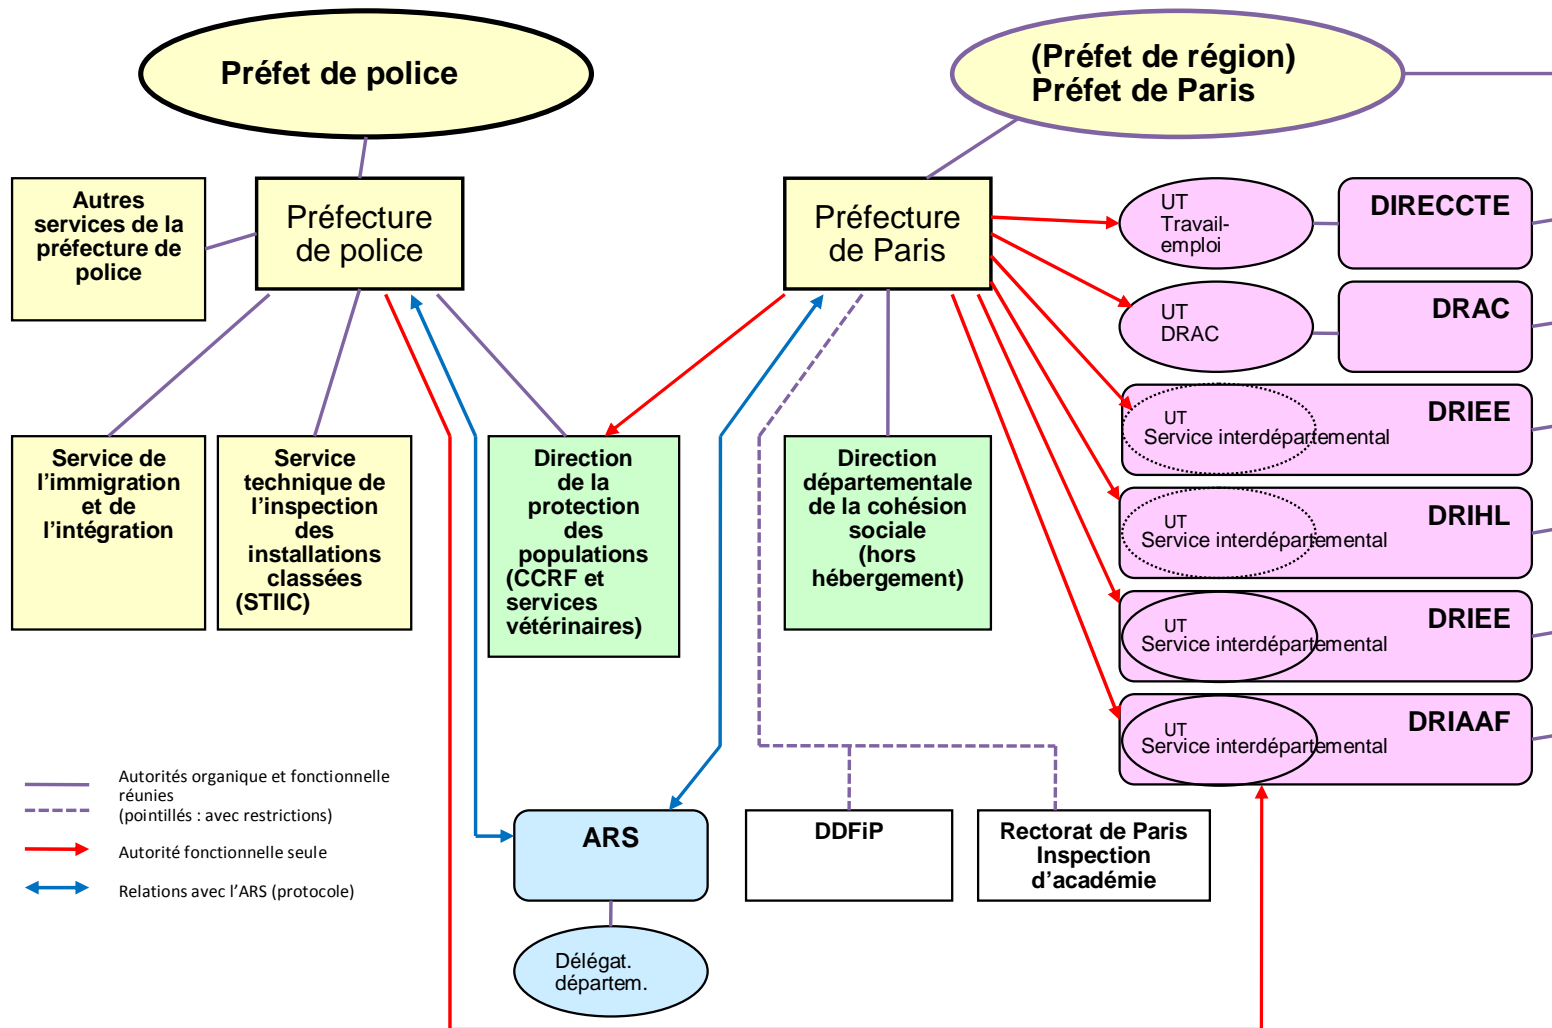 Préfet de police
(Préfet de région)
Préfet de Paris
Autres
services de la
préfecture de
police
Préfecture
de police
Préfecture
de Paris
UT
Travail-
emploi
DIRECCTE
UT
DRAC
DRAC
DRIEE
UT
Service interdépartemental
DRIHL
UT
Service interdépartemental
DRIEE
UT
Service interdépartemental
DRIAAF
UT
Service interdépartemental
Service de
l’immigration
et de
l’intégration
Service
technique de
l’inspection
des
installations
classées
(STIIC)
Direction
de la
protection
des
populations
(CCRF et
services
vétérinaires)
Direction
départementale
de la cohésion
sociale
(hors
hébergement)
Autorités organique et fonctionnelle
réunies
(pointillés : avec restrictions)
Autorité fonctionnelle seule
Relations avec l’ARS (protocole)
ARS
DDFiP
Rectorat de Paris
Inspection
d’académie
Délégat.
départem.